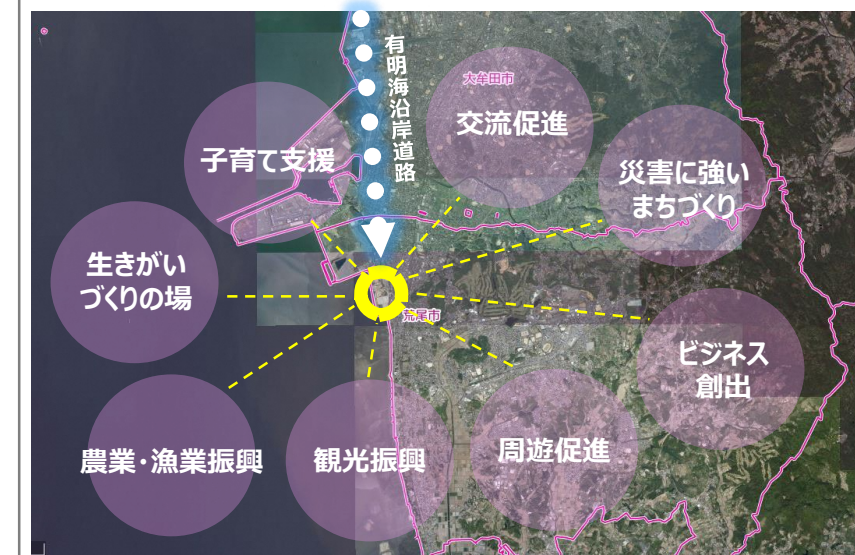 有明海沿岸道路
大牟田市
交流促進
子育て支援
災害に強い
まちづくり
生きがい
づくりの場
荒尾市
ビジネス
創出
農業・漁業振興
観光振興
周遊促進